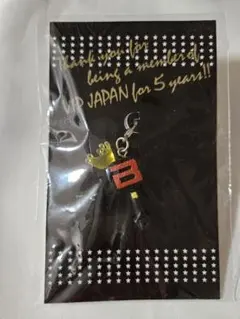 Thank you for
being a member of
JAPAN for 5 years!!
B